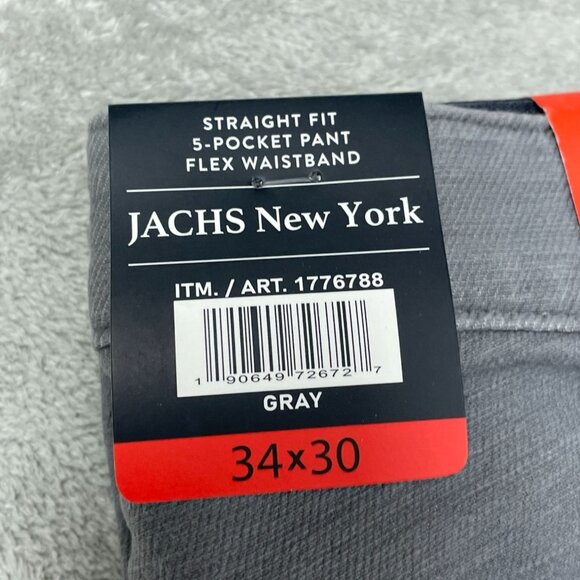 STRAIGHT FIT
5-POCKET PANT
FLEX WAISTBAND
JACHS New York
ITM. / ART. 1776788
1 90649 72672 7
GRAY
34x30